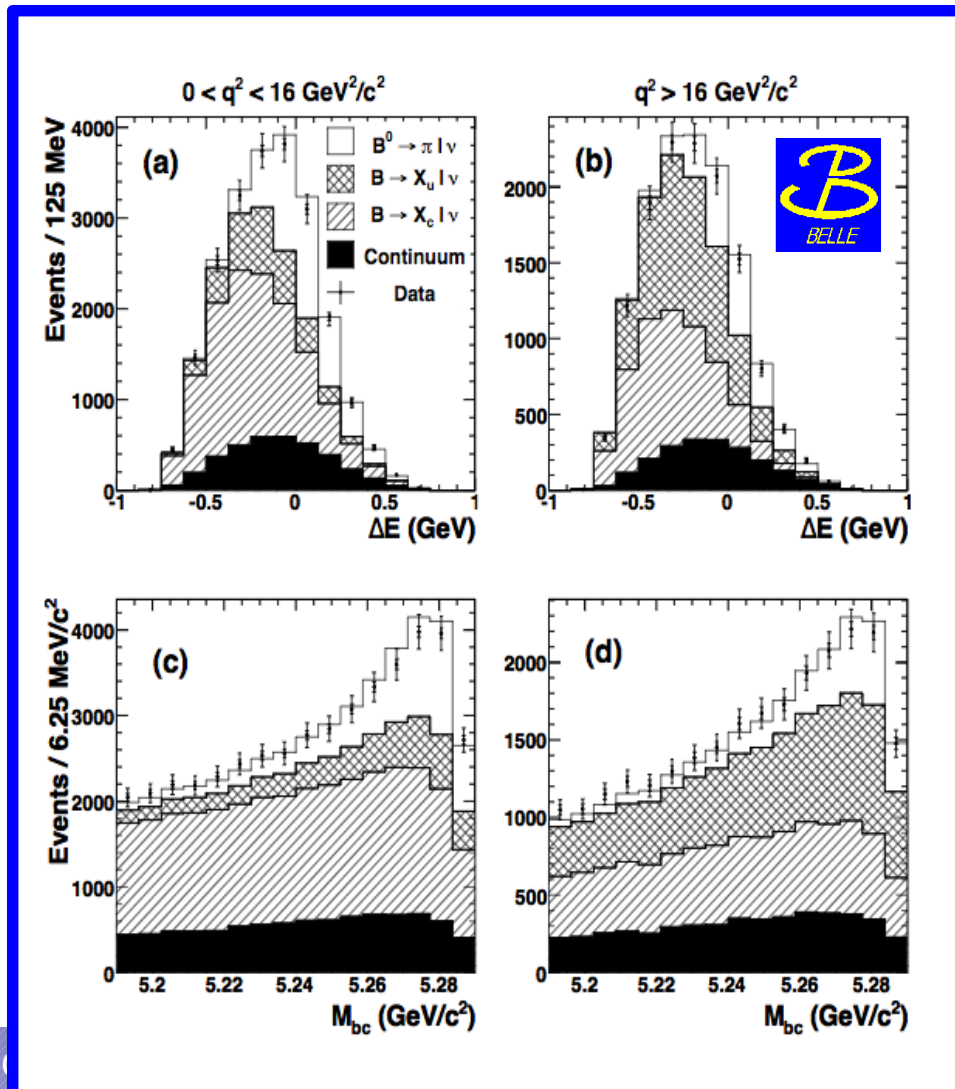 0 < q² < 16 GeV²/c²
q² > 16 GeV²/c²
Events / 125 MeV
4000
3000
2000
1000
0
(a)
B⁰ → π l ν
B → Xᵤ l ν
B → X_c l ν
Continuum
Data
-1
-0.5
0
0.5
1
ΔE (GeV)
2000
1500
1000
500
0
(b)
BELLE
-1
-0.5
0
0.5
1
ΔE (GeV)
Events / 6.25 MeV/c²
4000
3000
2000
1000
0
(c)
5.2
5.22
5.24
5.26
5.28
M_bc (GeV/c²)
2000
1500
1000
500
0
(d)
5.2
5.22
5.24
5.26
5.28
M_bc (GeV/c²)